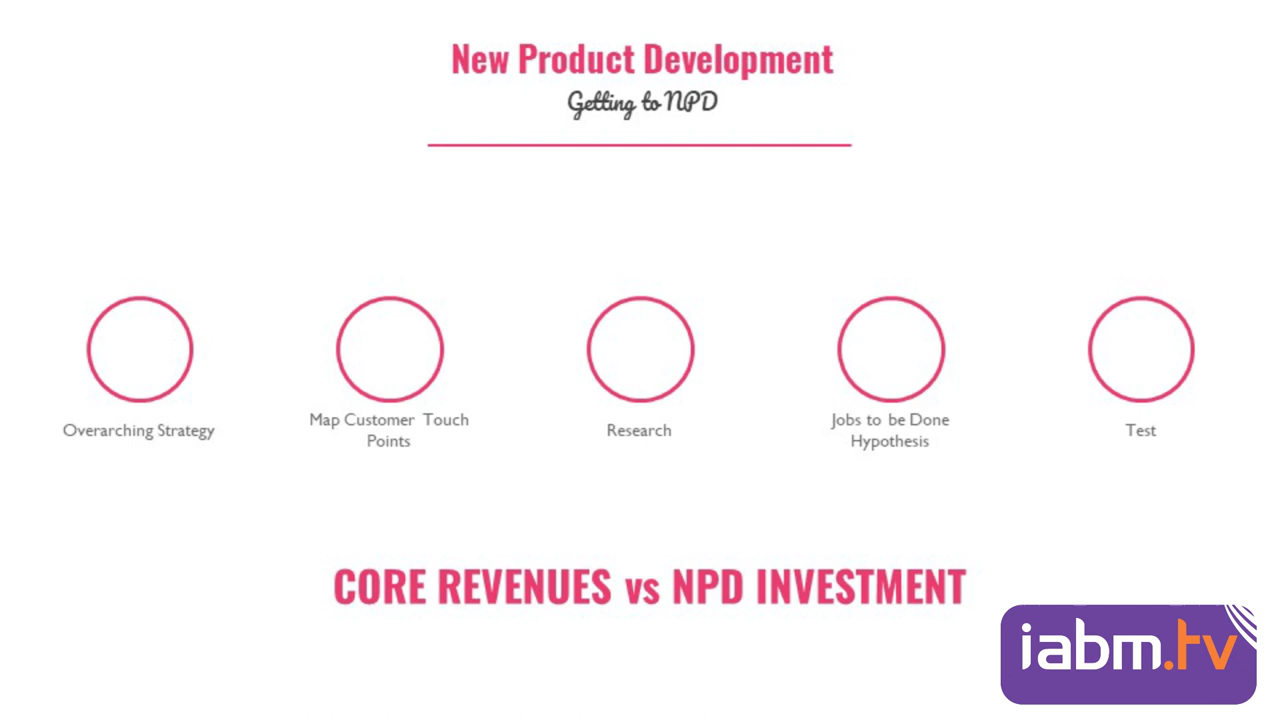 New Product Development
Getting to NPD
Overarching Strategy
Map Customer Touch
Points
Research
Jobs to be Done
Hypothesis
Test
CORE REVENUES vs NPD INVESTMENT
iabm.tv